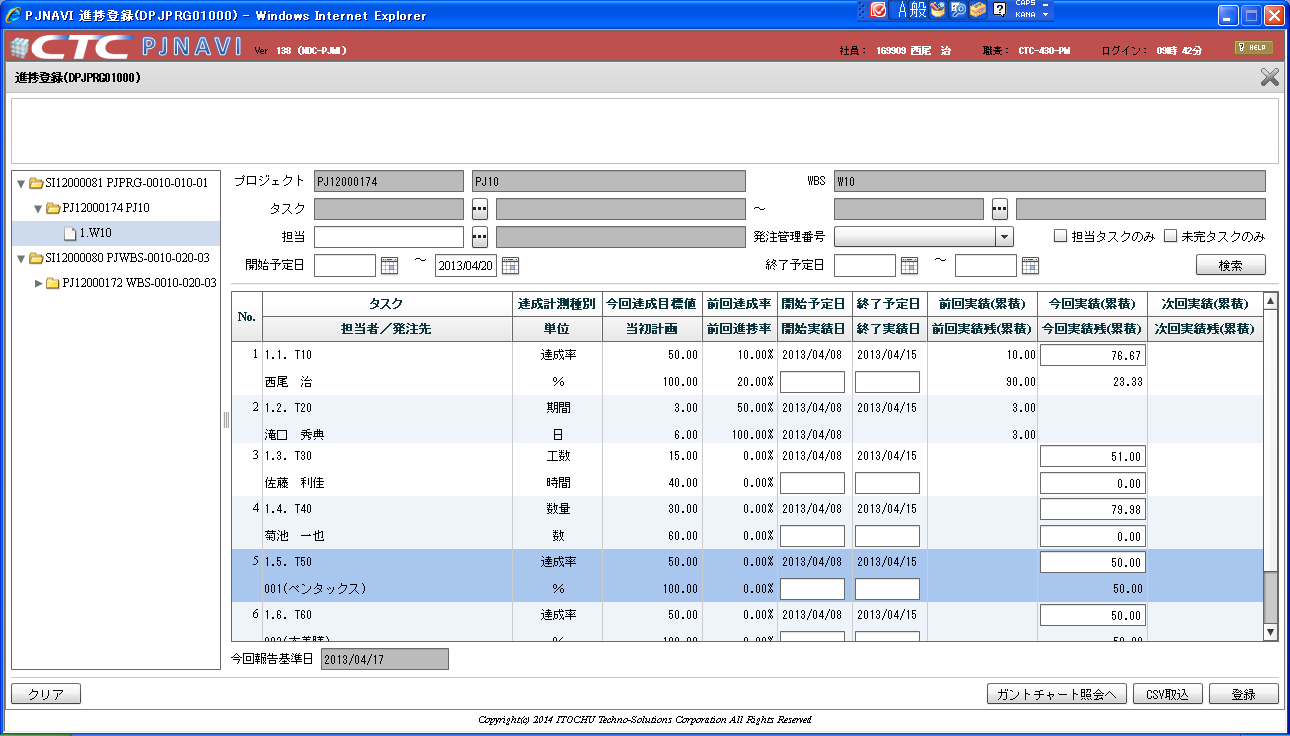 PJNAVI 進捗登録(DPJPRG01000) - Windows Internet Explorer
A 般 CAPS KANA
CTC PJNAVI Ver 138 (NDC-PJM1) 社員： 169909 西尾 治 職責： CTC-430-PM ログイン： 09時 42分 ? HELP
進捗登録(DPJPRG01000)
SI12000081 PJPRG-0010-010-01
PJ12000174 PJ10
1.W10
SI12000080 PJWBS-0010-020-03
PJ12000172 WBS-0010-020-03
プロジェクト PJ12000174 PJ10 WBS W10
タスク ... ～ ...
担当 ... 発注管理番号 担当タスクのみ 未完タスクのみ
開始予定日 ～ 2013/04/20 終了予定日 ～ 検索
No. タスク 達成計測種別 今回達成目標値 前回達成率 開始予定日 終了予定日 前回実績(累積) 今回実績(累積) 次回実績(累積)
担当者／発注先 単位 当初計画 前回進捗率 開始実績日 終了実績日 前回実績残(累積) 今回実績残(累積) 次回実績残(累積)
1 1.1. T10 達成率 50.00 10.00% 2013/04/08 2013/04/15 10.00 76.67
西尾 治 % 100.00 20.00% 90.00 23.33
2 1.2. T20 期間 3.00 50.00% 2013/04/08 2013/04/15 3.00
滝口 秀典 日 6.00 100.00% 2013/04/08 3.00
3 1.3. T30 工数 15.00 0.00% 2013/04/08 2013/04/15 51.00
佐藤 利佳 時間 40.00 0.00% 0.00
4 1.4. T40 数量 30.00 0.00% 2013/04/08 2013/04/15 79.98
菊池 一也 数 60.00 0.00% 0.00
5 1.5. T50 達成率 50.00 0.00% 2013/04/08 2013/04/15 50.00
001(ペンタックス) % 100.00 0.00% 50.00
6 1.6. T60 達成率 50.00 0.00% 2013/04/08 2013/04/15 50.00
% 100.00 0.00% 50.00
今回報告基準日 2013/04/17
クリア ガントチャート照会へ CSV取込 登録
Copyright(c) 2014 ITOCHU Techno-Solutions Corporation All Rights Reserved